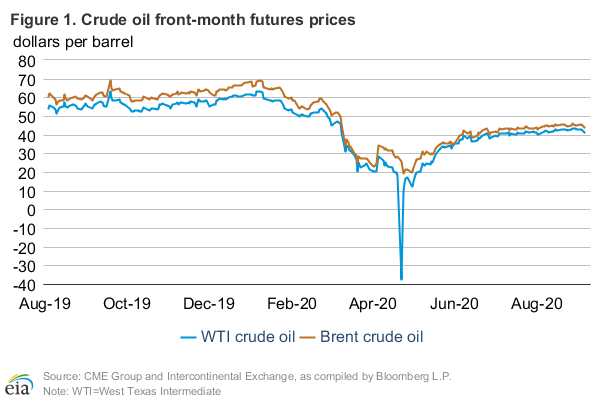 Figure 1. Crude oil front-month futures prices
dollars per barrel
80
70
60
50
40
30
20
10
0
-10
-20
-30
-40
Aug-19 Oct-19 Dec-19 Feb-20 Apr-20 Jun-20 Aug-20
WTI crude oil Brent crude oil
eia
Source: CME Group and Intercontinental Exchange, as compiled by Bloomberg L.P.
Note: WTI=West Texas Intermediate